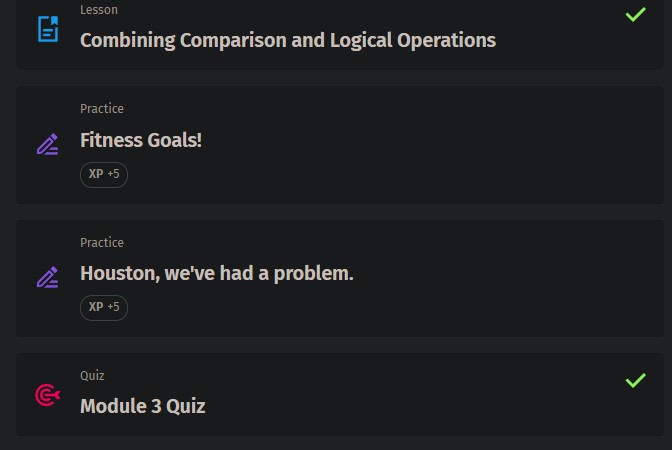 Lesson
Combining Comparison and Logical Operations
Practice
Fitness Goals!
XP +5
Practice
Houston, we've had a problem.
XP +5
Quiz
Module 3 Quiz